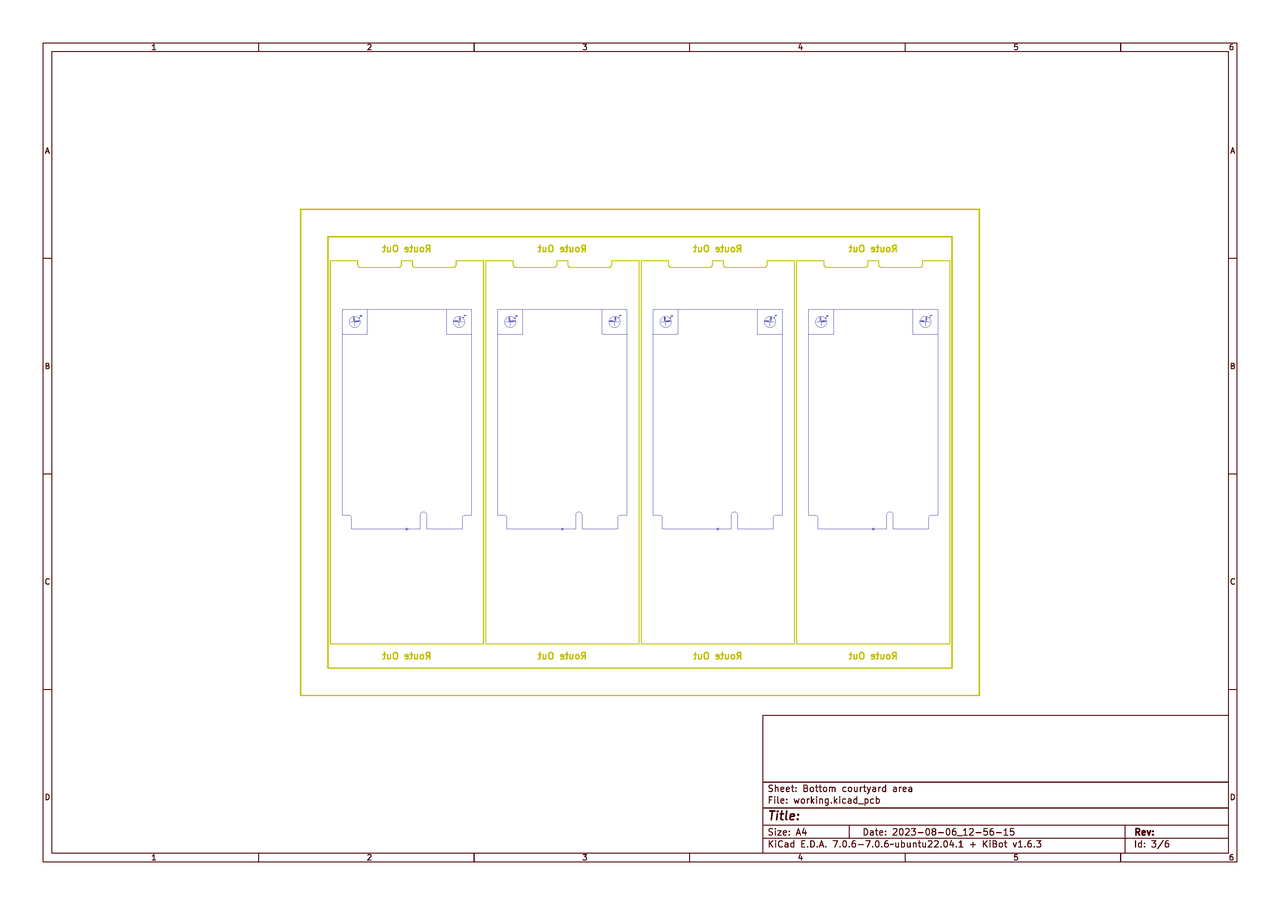 1 2 3 4 5 6
A A
Route Out Route Out Route Out Route Out
B B
C C
Route Out Route Out Route Out Route Out
Sheet: Bottom courtyard area
File: working.kicad_pcb
D D
Title:
Size: A4 Date: 2023-08-06_12-56-15 Rev:
KiCad E.D.A. 7.0.6-7.0.6~ubuntu22.04.1 + KiBot v1.6.3 Id: 3/6
1 2 3 4 5 6